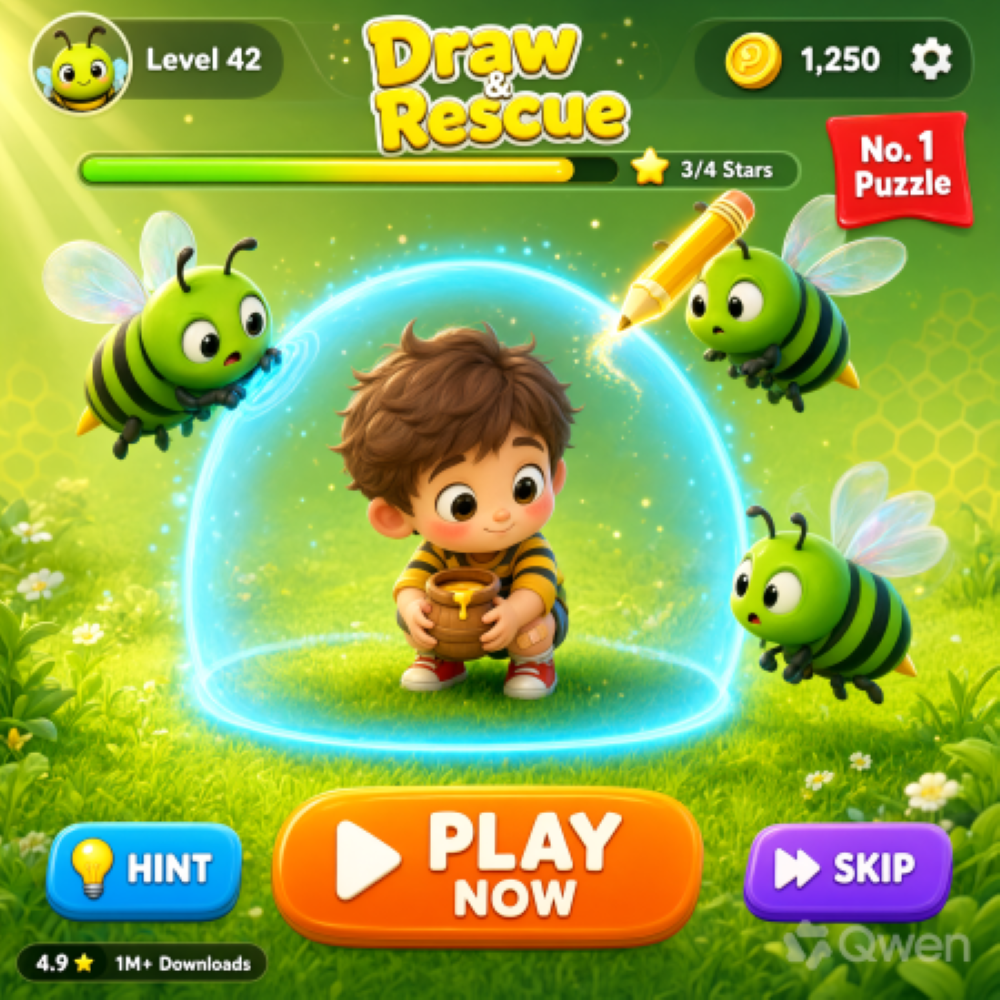 Level 42
Draw
&
Rescue
1,250
3/4 Stars
No. 1
Puzzle
PLAY
NOW
HINT
SKIP
4.9
1M+ Downloads
Qwen